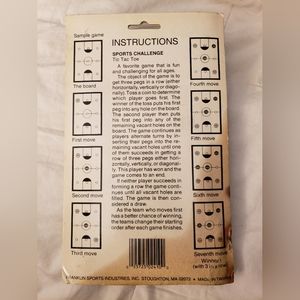 Sample game
INSTRUCTIONS
SPORTS CHALLENGE
Tic Tac Toe
A favorite game that is fun
and challenging for all ages.
The object of the game is to
get three pegs in a row (either
horizontally, vertically or diago-
nally). Toss a coin to determine
which player goes first. The
winner of the toss puts his first
peg into any hole on the board.
The second player then puts
his first peg into any of the
remaining vacant holes on the
board. The game continues as
players alternate turns by in-
serting their pegs into the re-
maining vacant holes until one
of them succeeds in getting a
row of three pegs either hori-
zontally, vertically, or diagonal-
ly. This player has won and the
game comes to an end.
If neither player succeeds in
forming a row the game conti-
nues until all vacant holes are
filled. The game is then con-
sidered a draw.
As the team who moves first
has a better chance of winning,
the teams change their starting
order after each game finishes.
The board
First move
Second move
Third move
Fourth move
Fifth move
Sixth move
Seventh move
FRANKLIN SPORTS INDUSTRIES, INC. STOUGHTON, MA 02072